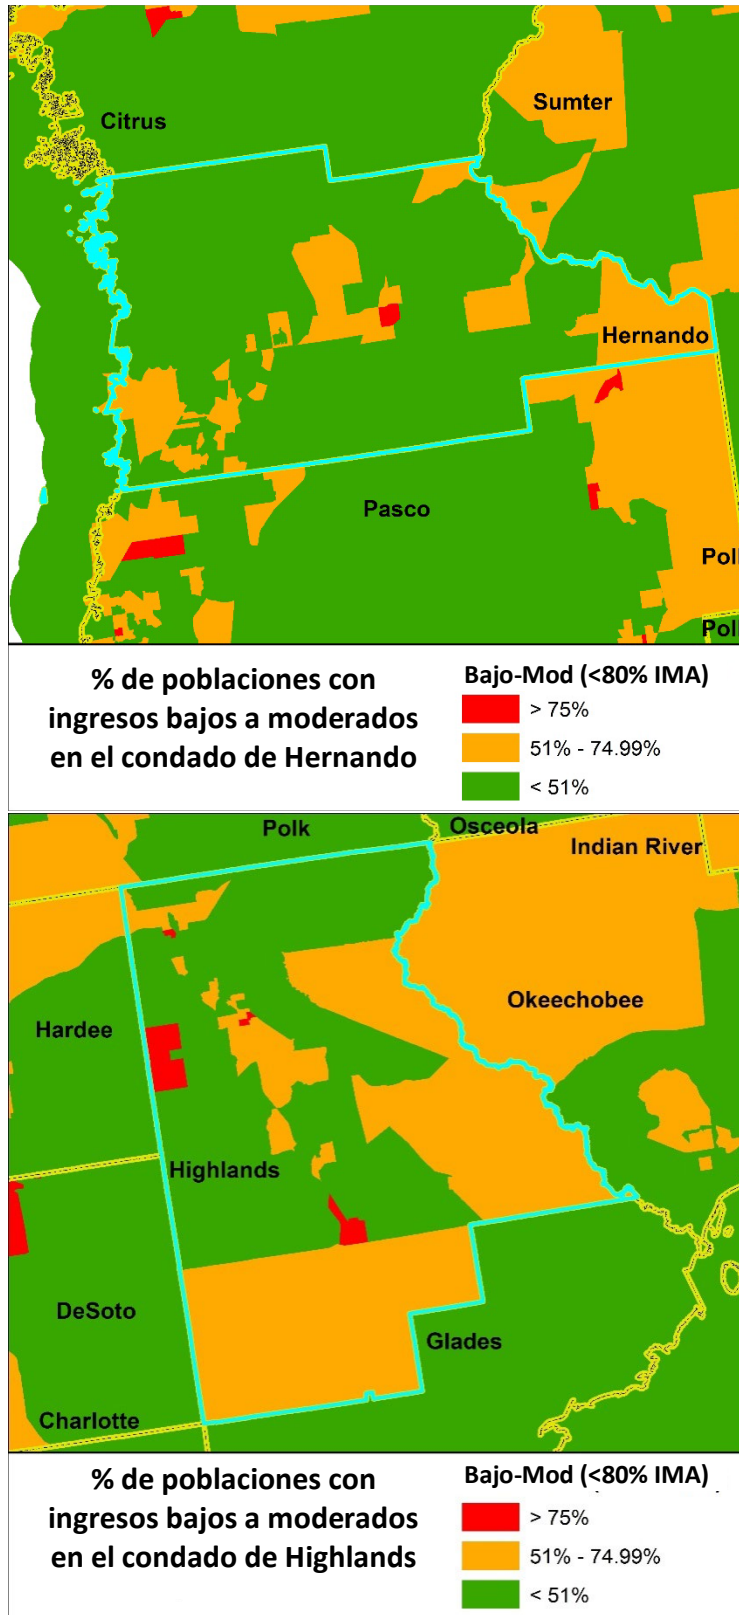 Citrus
Sumter
Hernando
Pasco
Pol
Pol
% de poblaciones con
ingresos bajos a moderados
en el condado de Hernando
Bajo-Mod (<80% IMA)
> 75%
51% - 74.99%
< 51%
Polk
Osceola
Indian River
Okeechobee
Hardee
Highlands
DeSoto
Glades
Charlotte
% de poblaciones con
ingresos bajos a moderados
en el condado de Highlands
Bajo-Mod (<80% IMA)
> 75%
51% - 74.99%
< 51%